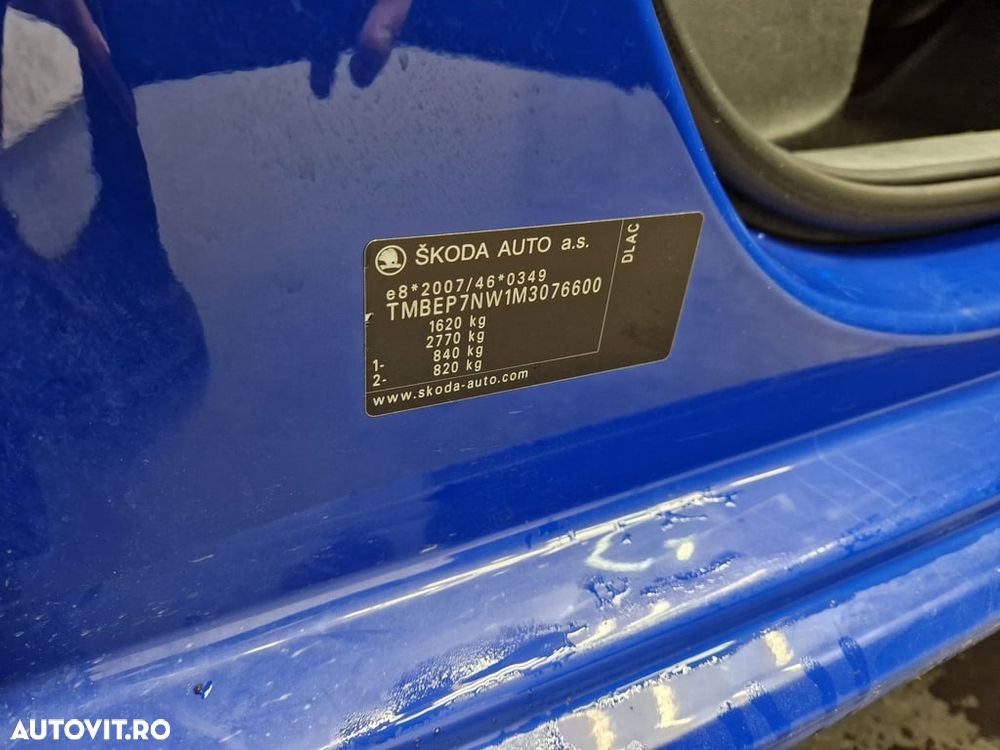 ŠKODA AUTO a.s.
DLAC
e8*2007/46*0349
TMBEP7NW1M3076600
1620 kg
2770 kg
1- 840 kg
2- 820 kg
www.skoda-auto.com
AUTOVIT.RO